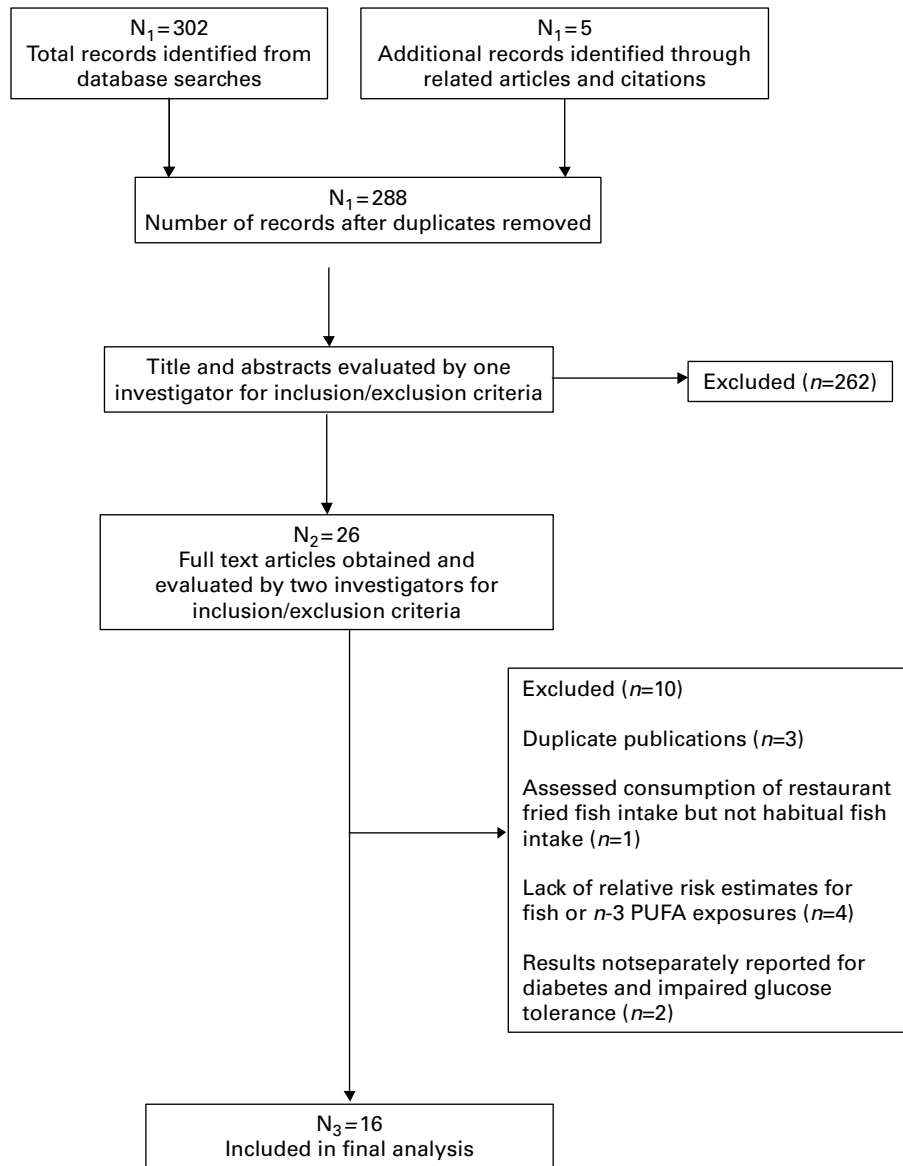 N₁=302
Total records identified from
database searches
N₁=5
Additional records identified through
related articles and citations
N₁=288
Number of records after duplicates removed
Title and abstracts evaluated by one
investigator for inclusion/exclusion criteria
Excluded (n=262)
N₂=26
Full text articles obtained and
evaluated by two investigators for
inclusion/exclusion criteria
Excluded (n=10)
Duplicate publications (n=3)
Assessed consumption of restaurant
fried fish intake but not habitual fish
intake (n=1)
Lack of relative risk estimates for
fish or n-3 PUFA exposures (n=4)
Results notseparately reported for
diabetes and impaired glucose
tolerance (n=2)
N₃=16
Included in final analysis